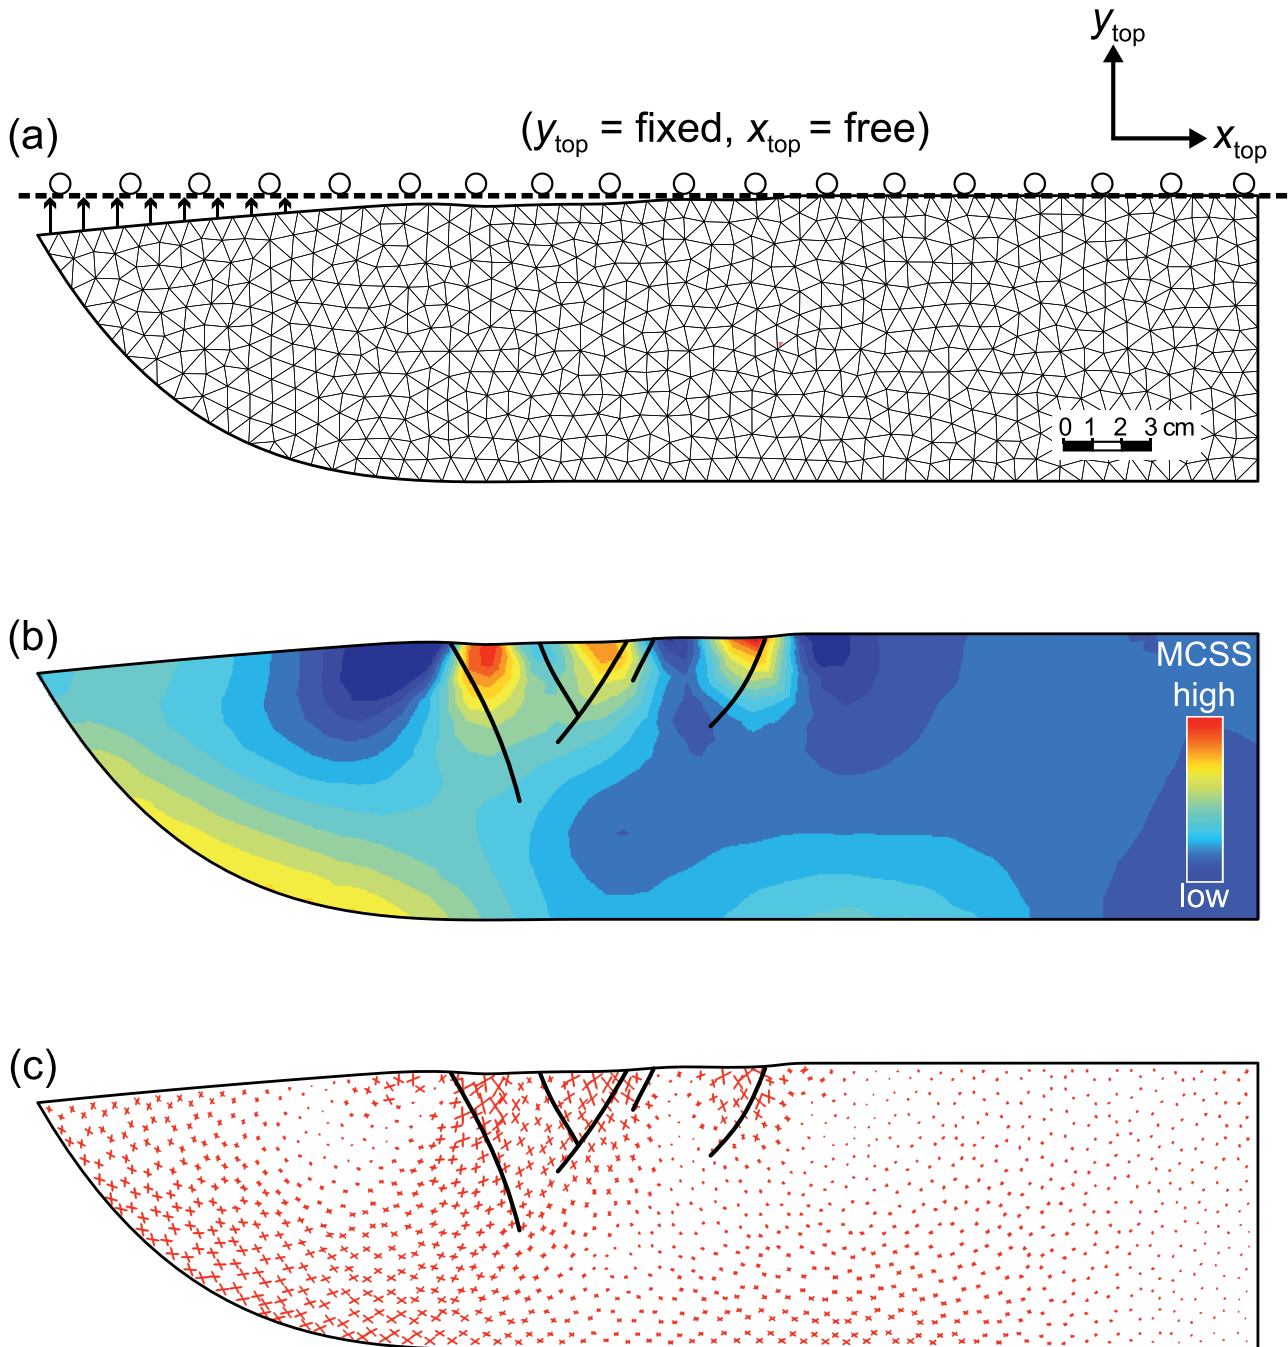 y_top
(a)
(y_top = fixed, x_top = free)
x_top
0 1 2 3 cm
(b)
MCSS
high
low
(c)